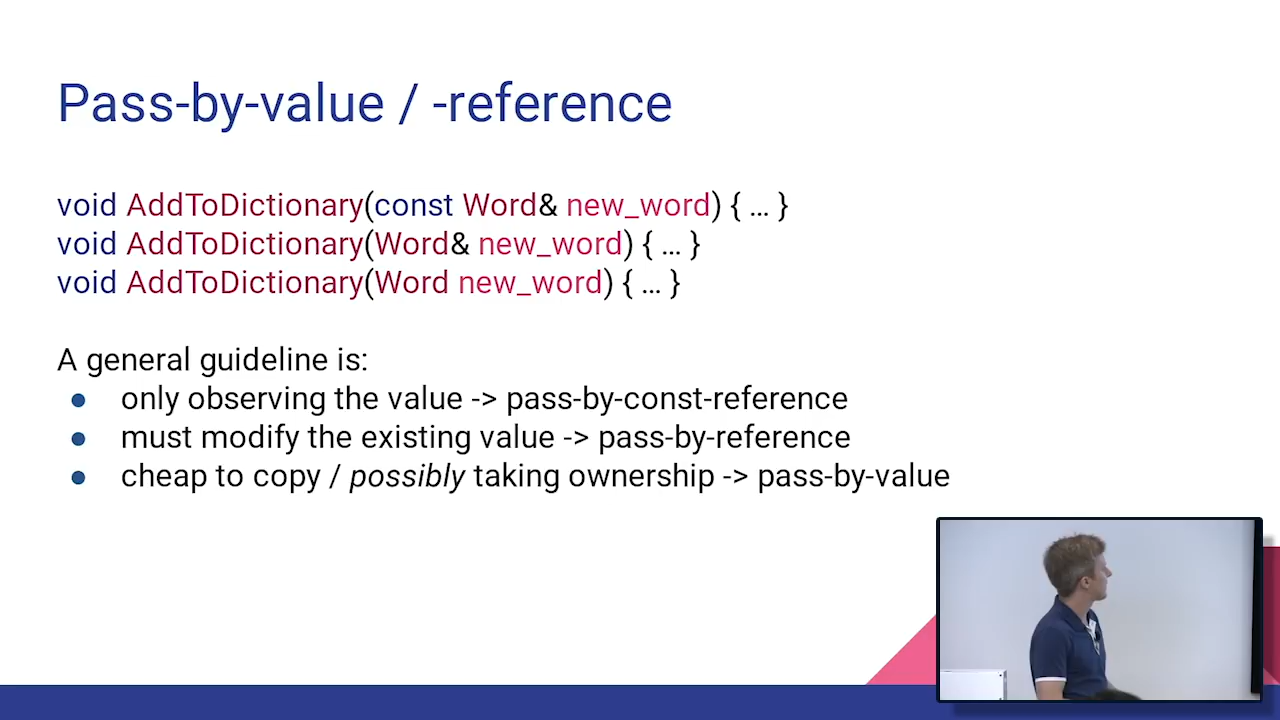 Pass-by-value / -reference
void AddToDictionary(const Word& new_word) { … }
void AddToDictionary(Word& new_word) { … }
void AddToDictionary(Word new_word) { … }
A general guideline is:
● only observing the value -> pass-by-const-reference
● must modify the existing value -> pass-by-reference
● cheap to copy / possibly taking ownership -> pass-by-value